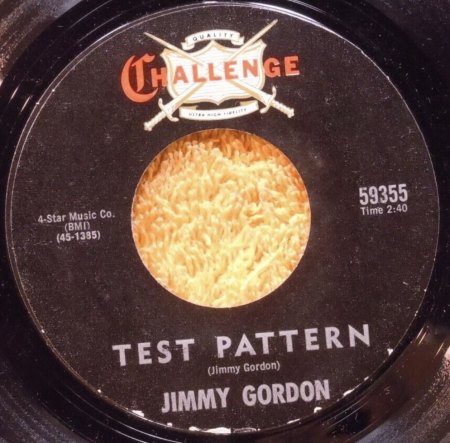 QUALITY
CHALLENGE
ULTRA HIGH FIDELITY
4-Star Music Co.
(BMI)
(45-1385)
59355
Time 2:40
TEST PATTERN
(Jimmy Gordon)
JIMMY GORDON